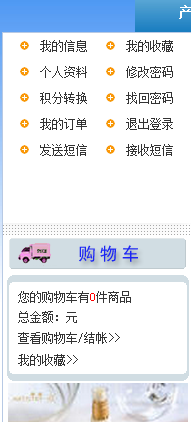 产
我的信息 我的收藏
个人资料 修改密码
积分转换 找回密码
我的订单 退出登录
发送短信 接收短信
购 物 车
您的购物车有0件商品
总金额：元
查看购物车/结帐>>
我的收藏>>